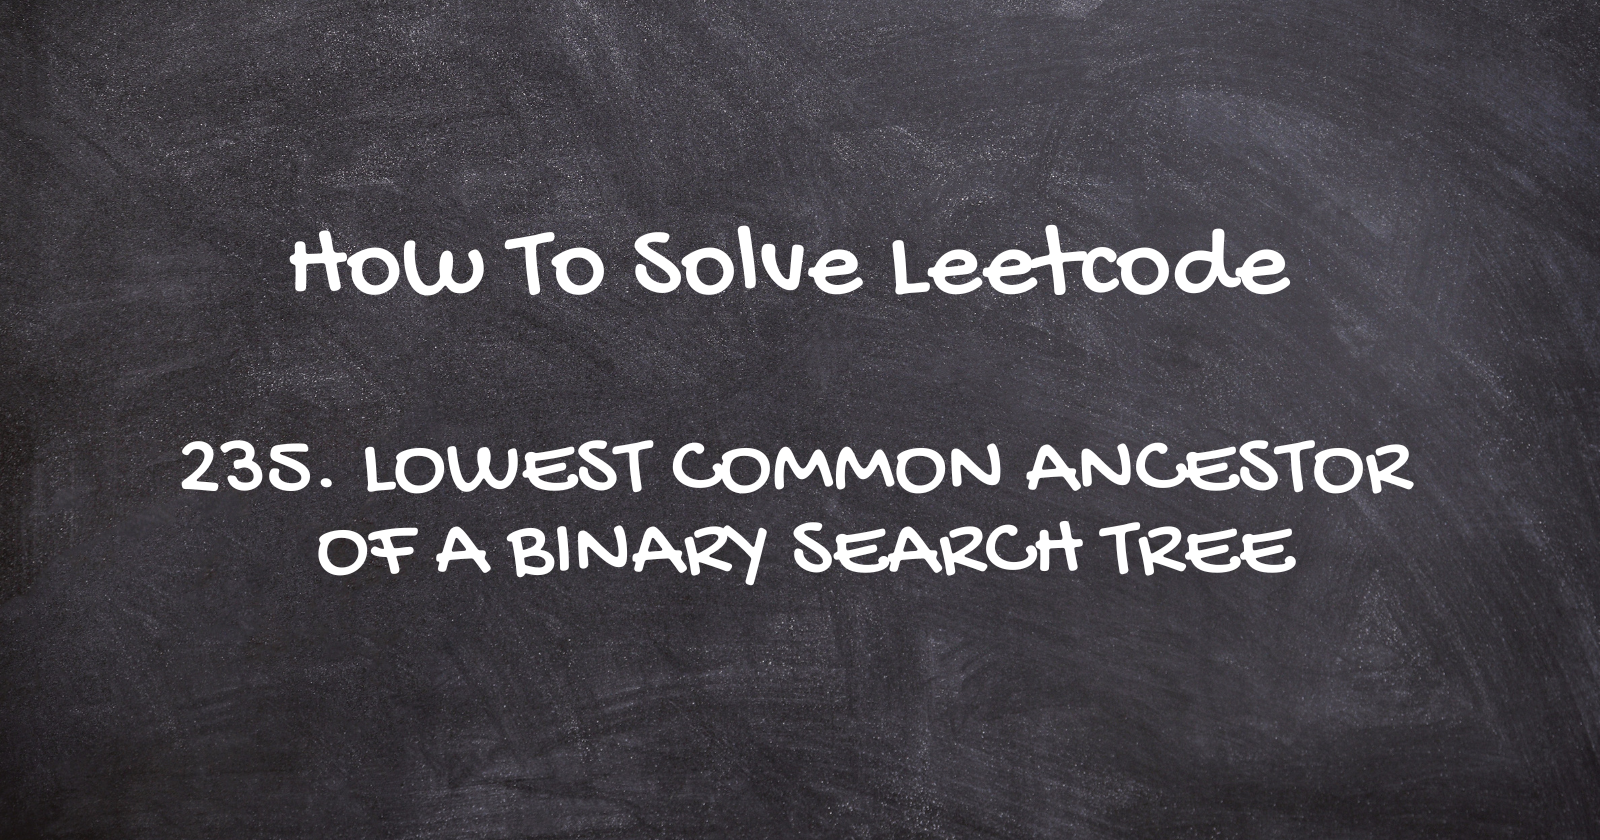 How To Solve Leetcode
235. LOWEST COMMON ANCESTOR
OF A BINARY SEARCH TREE